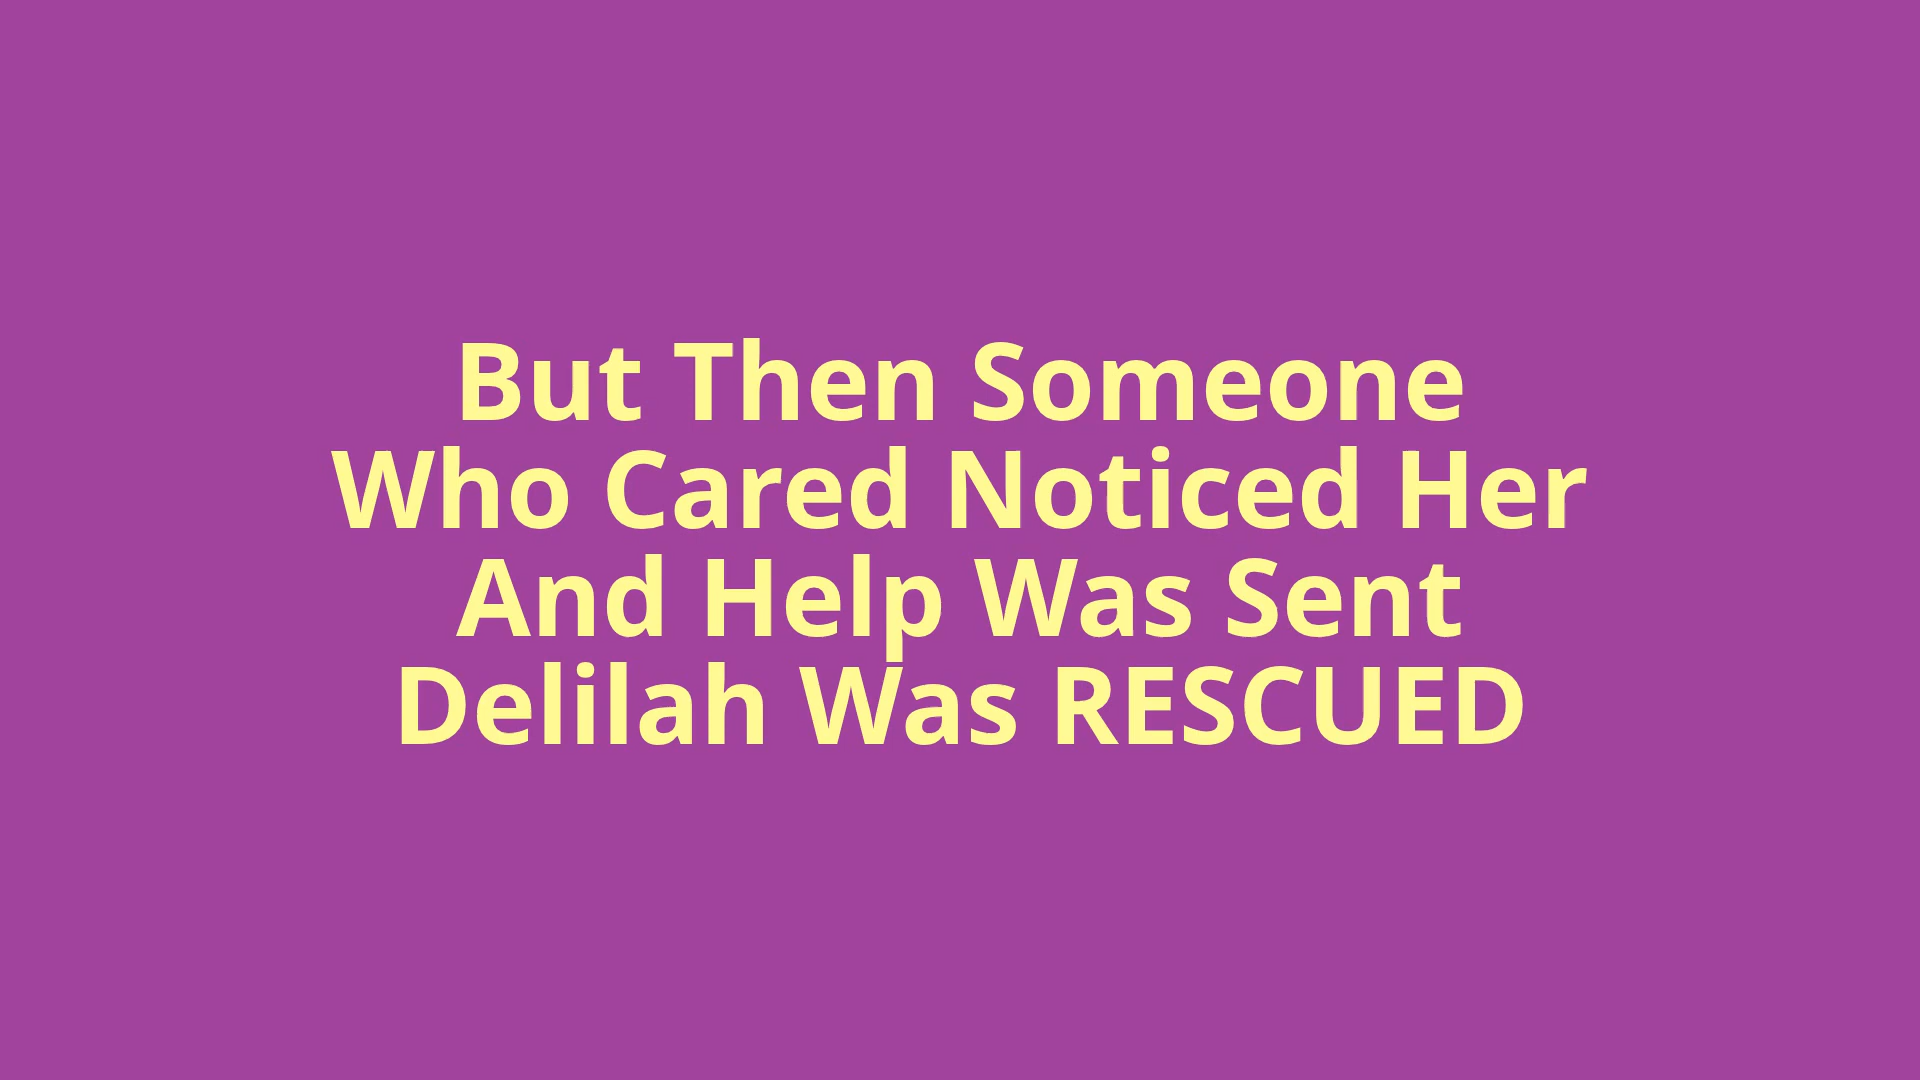 But Then Someone
Who Cared Noticed Her
And Help Was Sent
Delilah Was RESCUED